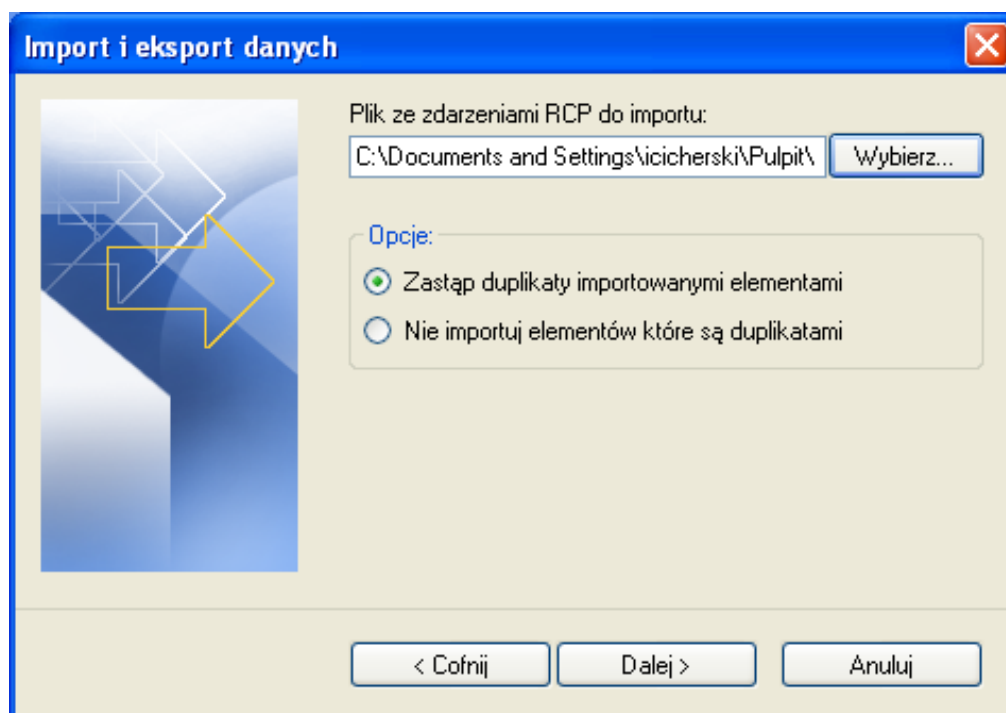 Import i eksport danych
Plik ze zdarzeniami RCP do importu:
C:\Documents and Settings\icicherski\Pulpit\
Wybierz...
Opcje:
Zastąp duplikaty importowanymi elementami
Nie importuj elementów które są duplikatami
< Cofnij
Dalej >
Anuluj